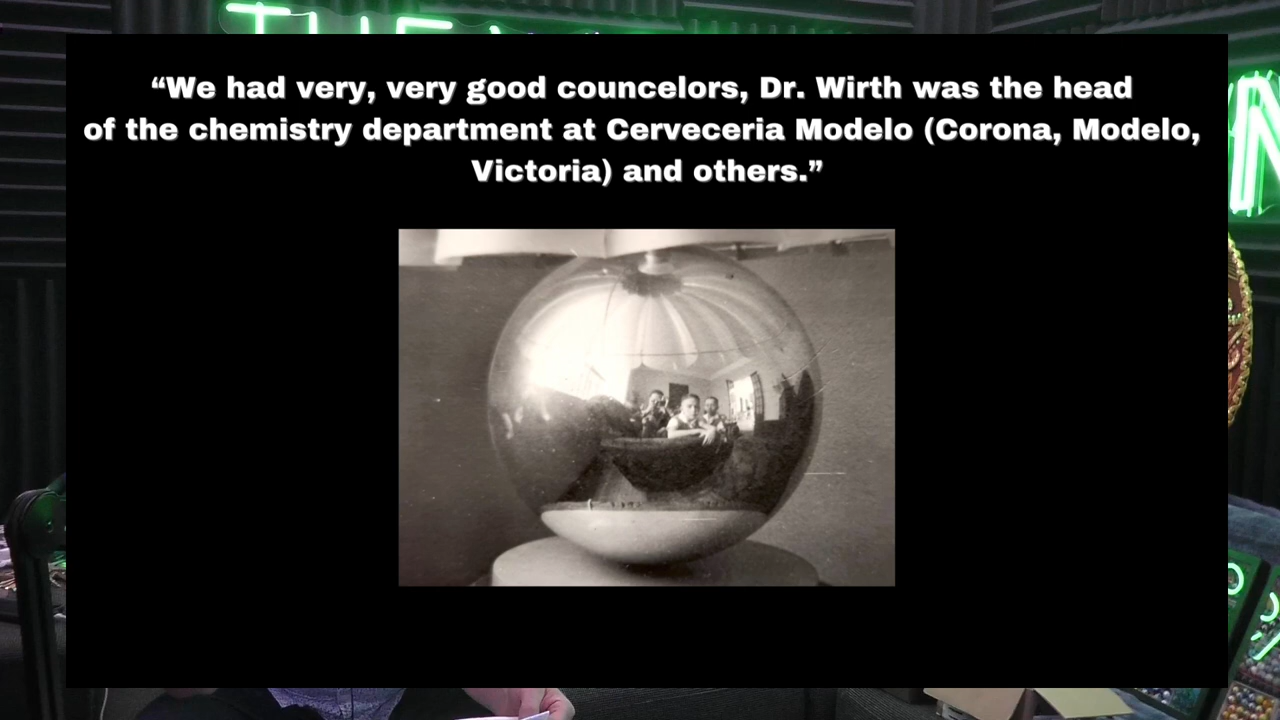 THE
N
“We had very, very good councelors, Dr. Wirth was the head
of the chemistry department at Cerveceria Modelo (Corona, Modelo,
Victoria) and others.”